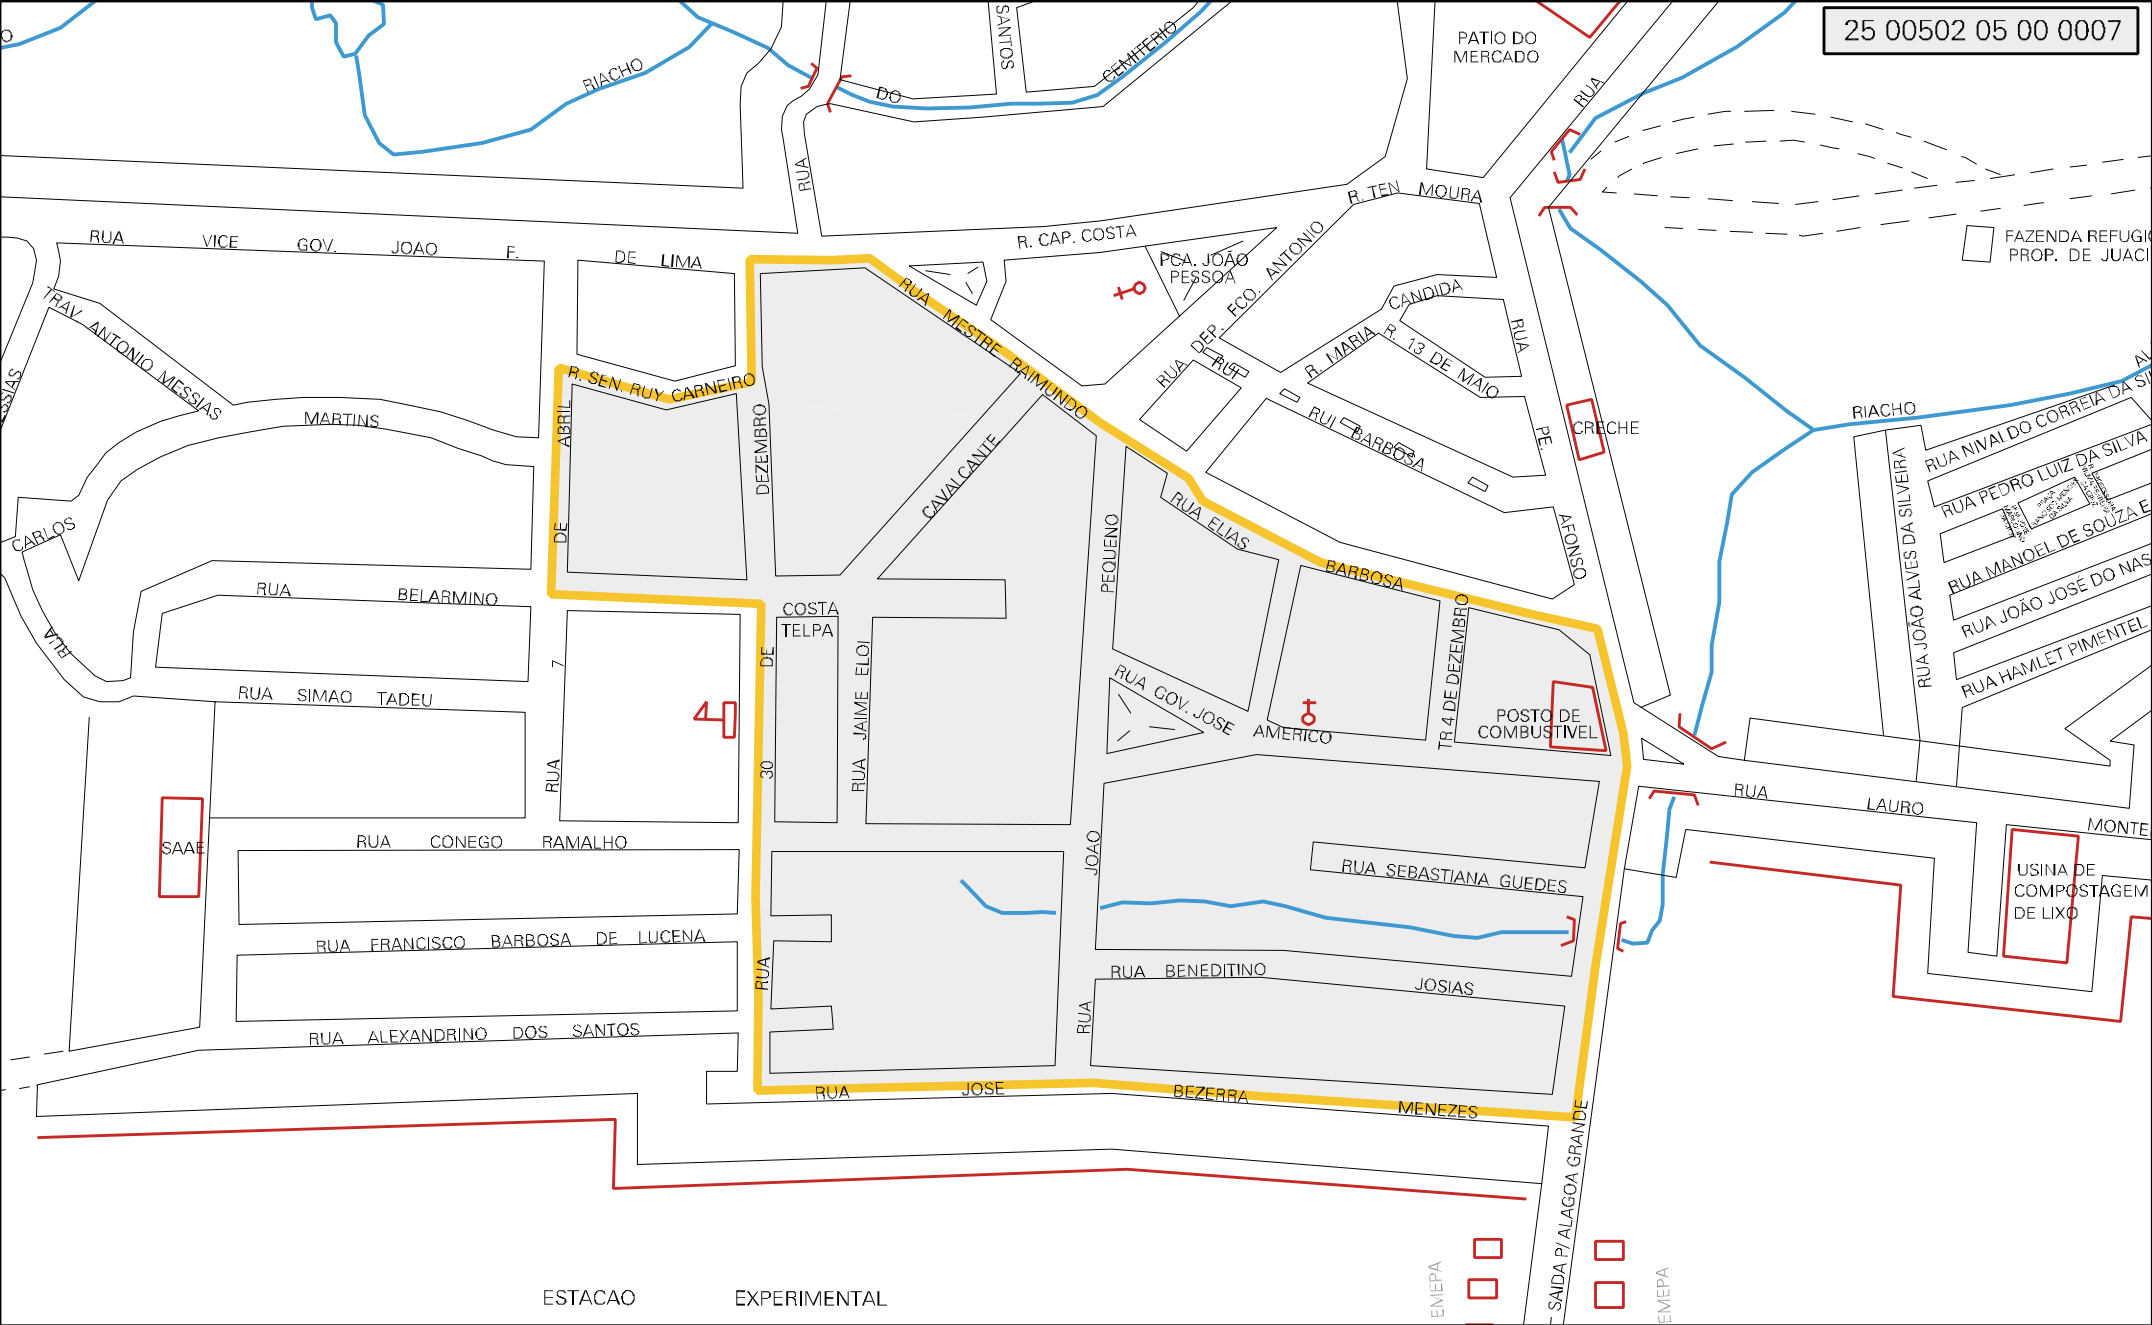 25 00502 05 00 0007
SANTOS
CEMITERIO
PATIO DO
MERCADO
RUA
RIACHO
DO
RUA
R. TEN MOURA
R. CAP. COSTA
PCA. JOÃO
PESSOA
FAZENDA REFUGI
PROP. DE JUACI
RUA VICE GOV. JOAO F. DE LIMA
RUA DEP. FCO. ANTONIO
CANDIDA
R. MARIA
R. 13 DE MAIO
RUA
PE.
AFONSO
TRAV ANTONIO MESSIAS
SSIAS
MARTINS
CARLOS
RUA
R. SEN. RUY CARNEIRO
RUA MESTRE RAIMUNDO
RUI
RUI BARBOSA
CRECHE
RIACHO
AL
RUA NIVALDO CORREIA DA SI
RUA PEDRO LUIZ DA SILVA
RUA MANOEL DE SOUZA E
RUA JOÃO JOSÉ DO NAS
RUA HAMLET PIMENTEL
RUA JOÃO ALVES DA SILVEIRA
ABRIL
DE
7
RUA
DEZEMBRO
DE
30
RUA
CAVALCANTE
PEQUENO
JOAO
RUA
RUA ELIAS
BARBOSA
RUA BELARMINO
COSTA
TELPA
RUA JAIME ELOI
TR 4 DE DEZEMBRO
RUA GOV. JOSE
AMERICO
POSTO DE
COMBUSTIVEL
RUA SIMAO TADEU
RUA LAURO
MONTE
SAAE
RUA CONEGO RAMALHO
RUA SEBASTIANA GUEDES
USINA DE
COMPOSTAGEM
DE LIXO
RUA FRANCISCO BARBOSA DE LUCENA
RUA BENEDITINO JOSIAS
RUA ALEXANDRINO DOS SANTOS
RUA JOSE BEZERRA MENEZES
SAIDA P/ ALAGOA GRANDE
EMEPA
EMEPA
ESTACAO EXPERIMENTAL